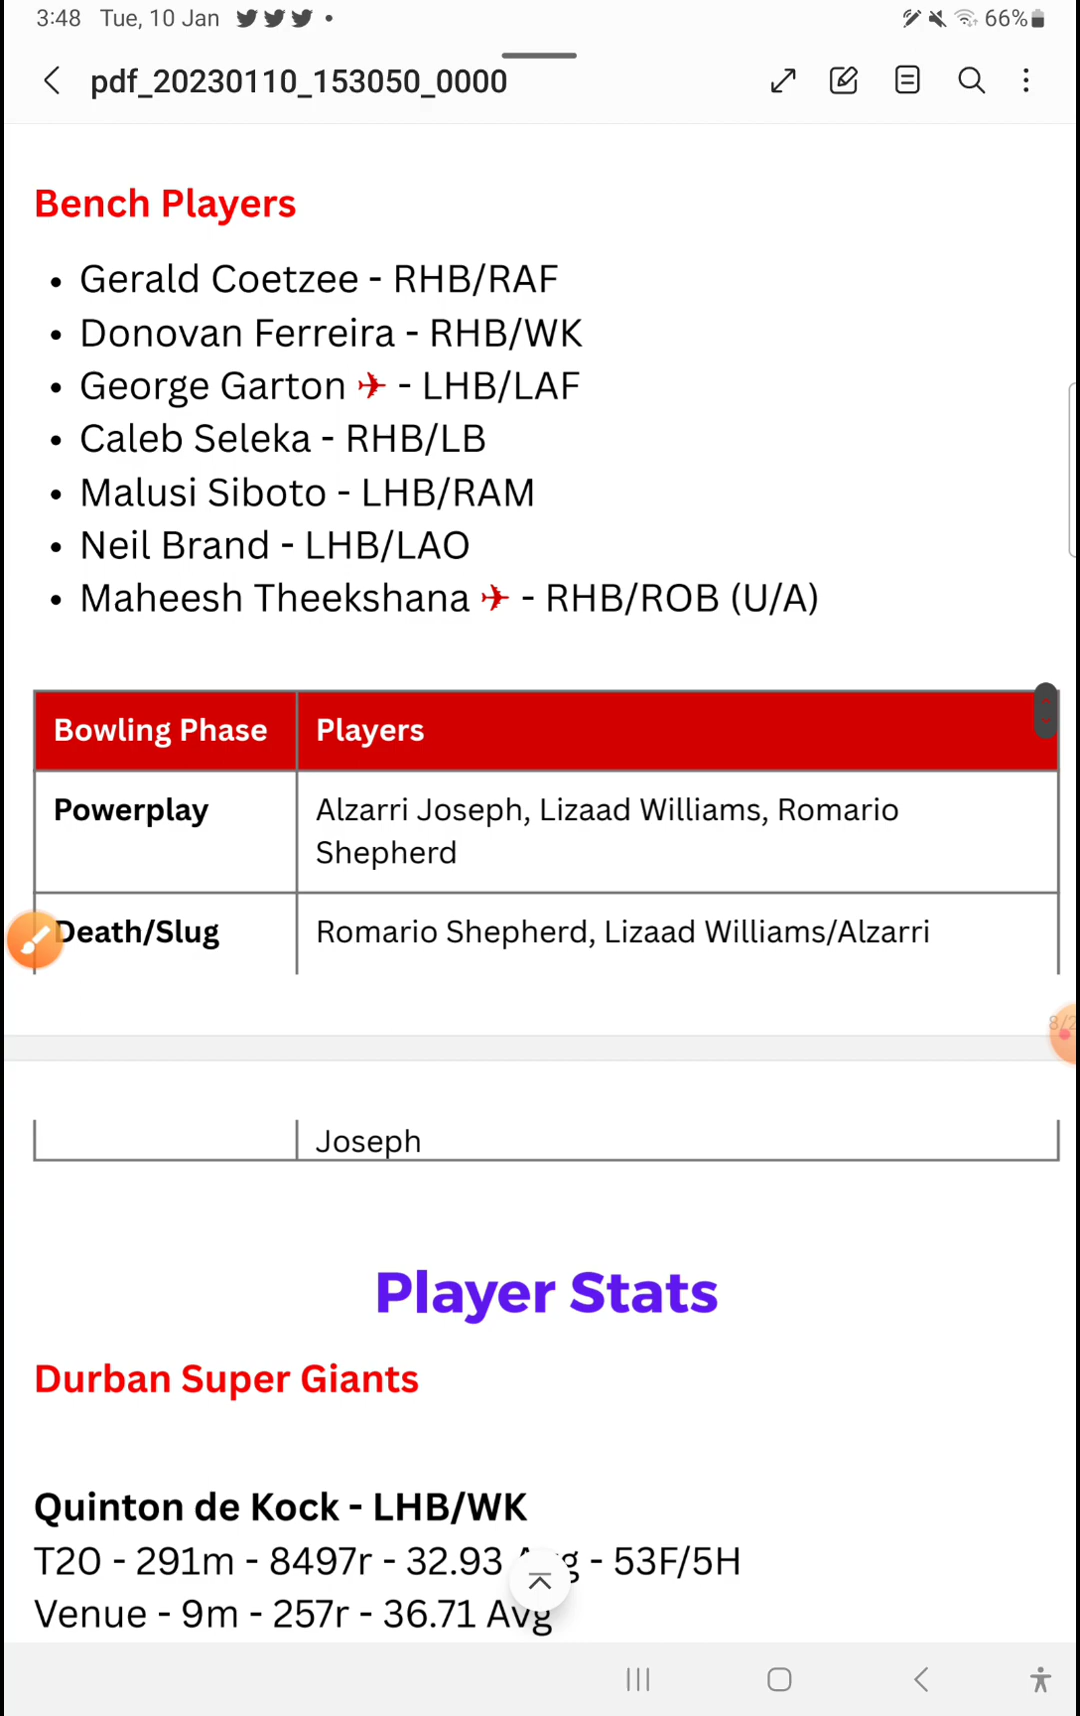 3:48 Tue, 10 Jan
66%
pdf_20230110_153050_0000
Bench Players
• Gerald Coetzee - RHB/RAF
• Donovan Ferreira - RHB/WK
• George Garton ✈ - LHB/LAF
• Caleb Seleka - RHB/LB
• Malusi Siboto - LHB/RAM
• Neil Brand - LHB/LAO
• Maheesh Theekshana ✈ - RHB/ROB (U/A)
Bowling Phase Players
Powerplay Alzarri Joseph, Lizaad Williams, Romario
Shepherd
Death/Slug Romario Shepherd, Lizaad Williams/Alzarri
Joseph
Player Stats
Durban Super Giants
Quinton de Kock - LHB/WK
T20 - 291m - 8497r - 32.93 - 53F/5H
Venue - 9m - 257r - 36.71 Avg